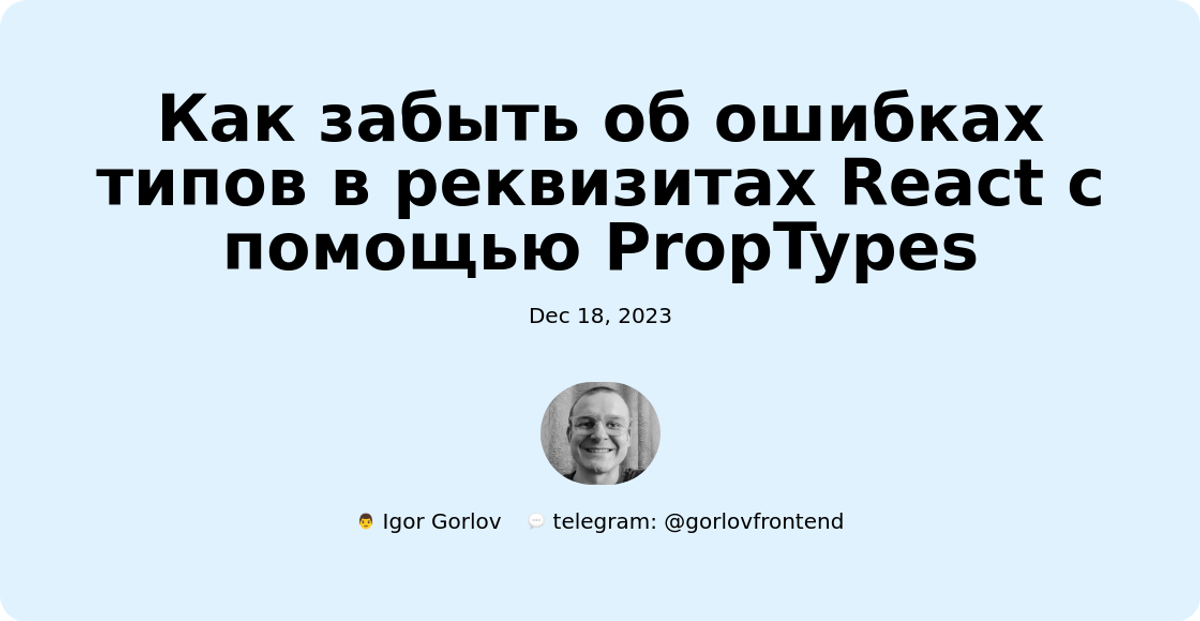 Как забыть об ошибках
типов в реквизитах React с
помощью PropTypes
Dec 18, 2023
Igor Gorlov telegram: @gorlovfrontend